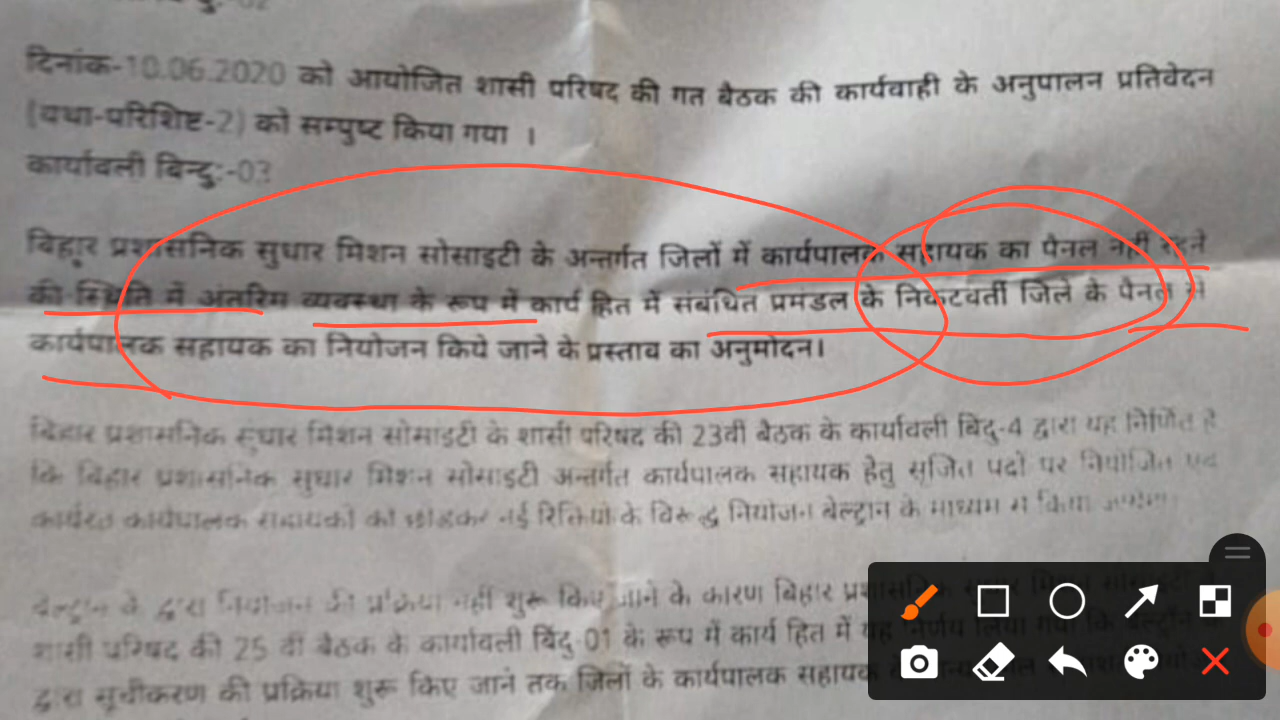 दिनांक-10.06.2020 को आयोजित शासी परिषद की गत बैठक की कार्यवाही के अनुपालन प्रतिवेदन
(यथा-परिशिष्ट-2) को सम्पुष्ट किया गया ।
कार्यावली बिन्दु:-03
बिहार प्रशासनिक सुधार मिशन सोसाइटी के अन्तर्गत जिलों में कार्यपालक सहायक का पैनल नहीं रहने
की स्थिति में अंतरिम व्यवस्था के रूप में कार्य हित में संबंधित प्रमंडल के निकटवर्ती जिले के पैनल से
कार्यपालक सहायक का नियोजन किये जाने के प्रस्ताव का अनुमोदन।
बिहार प्रशासनिक सुधार मिशन सोसाइटी के शासी परिषद की 23वी बैठक के कार्यावली बिंदु-4 द्वारा यह निर्णित है
कि बिहार प्रशासनिक सुधार मिशन सोसाइटी अन्तर्गत कार्यपालक सहायक हेतु सृजित पदों पर नियोजित एवं
कार्यरत कार्यपालक सहायकों को छोडकर नई रिक्तियों के विरूद्ध नियोजन बेल्ट्रान के माध्यम से किया
बेल्ट्रान के द्वारा नियोजन की प्रक्रिया नहीं शुरू किए जाने के कारण बिहार
शासी परिषद की 25 वीं बैठक के कार्यावली बिंदु-01 के रूप में कार्य हित में यह निर्णय लिया गया कि
द्वारा सूचीकरण की प्रक्रिया शुरू किए जाने तक जिलों के कार्यपालक सहायक